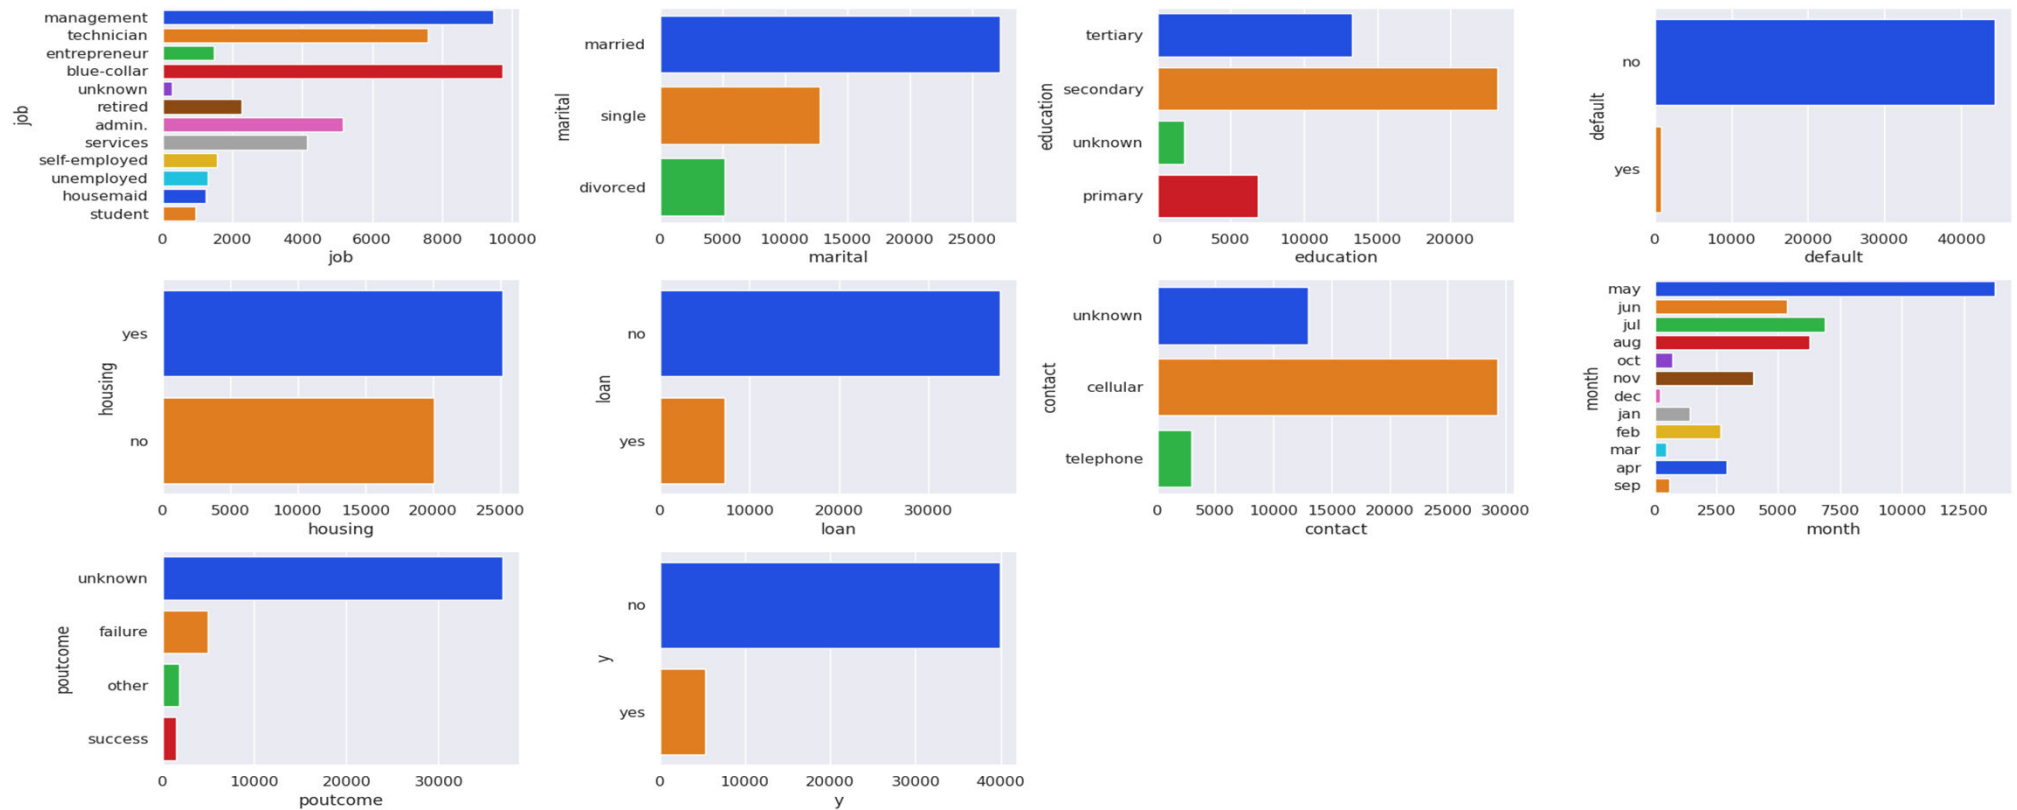 job
management
technician
entrepreneur
blue-collar
unknown
retired
admin.
services
self-employed
unemployed
housemaid
student
0 2000 4000 6000 8000 10000
job
marital
married
single
divorced
0 5000 10000 15000 20000 25000
marital
education
tertiary
secondary
unknown
primary
0 5000 10000 15000 20000
education
default
no
yes
0 10000 20000 30000 40000
default
housing
yes
no
0 5000 10000 15000 20000 25000
housing
loan
no
yes
0 10000 20000 30000
loan
contact
unknown
cellular
telephone
0 5000 10000 15000 20000 25000 30000
contact
month
may
jun
jul
aug
oct
nov
dec
jan
feb
mar
apr
sep
0 2500 5000 7500 10000 12500
month
poutcome
unknown
failure
other
success
0 10000 20000 30000
poutcome
y
no
yes
0 10000 20000 30000 40000
y